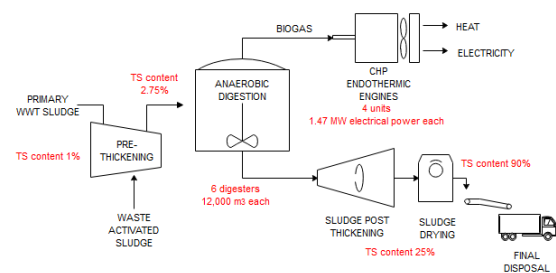 BIOGAS
HEAT
ELECTRICITY
TS content
2.75%
ANAEROBIC
DIGESTION
CHP
ENDOTHERMIC
ENGINES
4 units
1.47 MW electrical power each
PRIMARY
WWT SLUDGE
TS content 1%
PRE-
THICKENING
WASTE
ACTIVATED
SLUDGE
6 digesters
12,000 m3 each
SLUDGE POST
THICKENING
TS content 25%
SLUDGE
DRYING
TS content 90%
FINAL
DISPOSAL